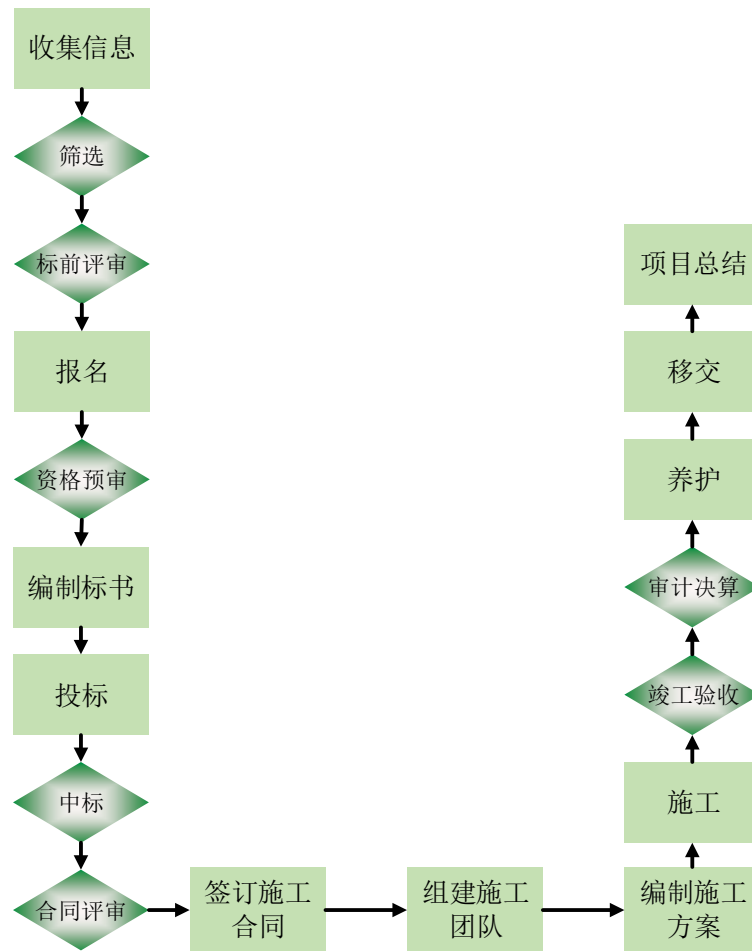 收集信息
筛选
标前评审
报名
资格预审
编制标书
投标
中标
合同评审
签订施工
合同
组建施工
团队
编制施工
方案
施工
竣工验收
审计决算
养护
移交
项目总结